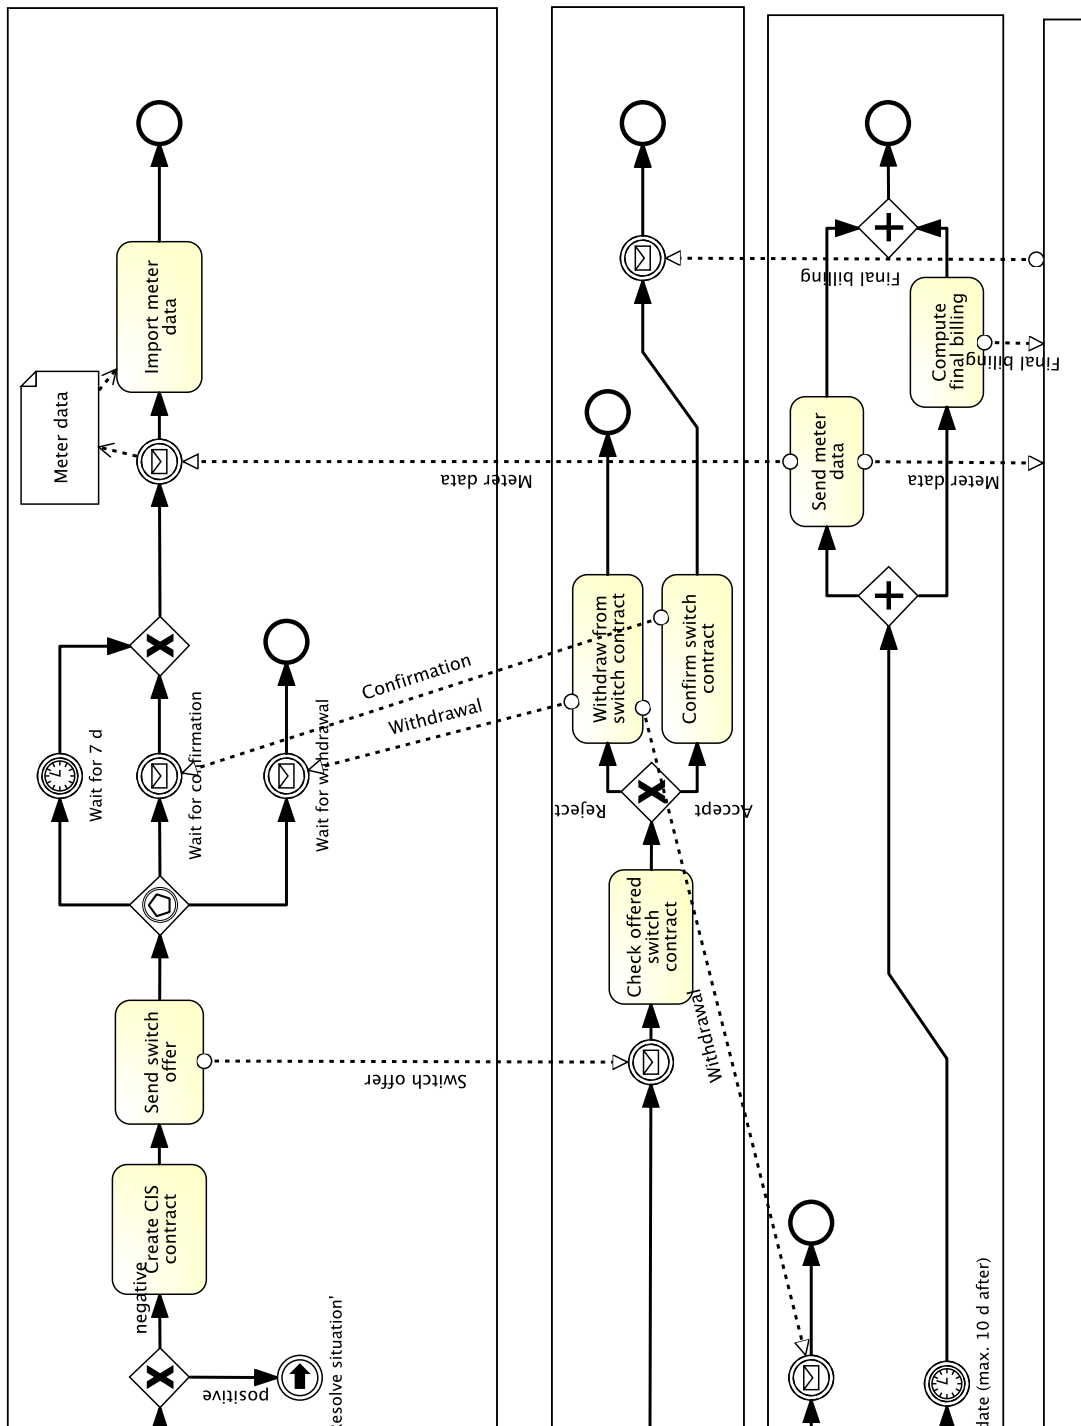 Import meter
data
Meter data
Wait for 7 d
Wait for confirmation
Wait for withdrawal
Send switch
offer
Create CIS
contract
negative
positive
esolve situation'
Switch offer
Confirmation
Withdrawal
Meter data
Withdraw from
switch contract
Confirm switch
contract
Reject
Accept
Check offered
switch
contract
Withdrawal
Final billing
Compute
final billing
Final billing
Send meter
data
Meter data
date (max. 10 d after)